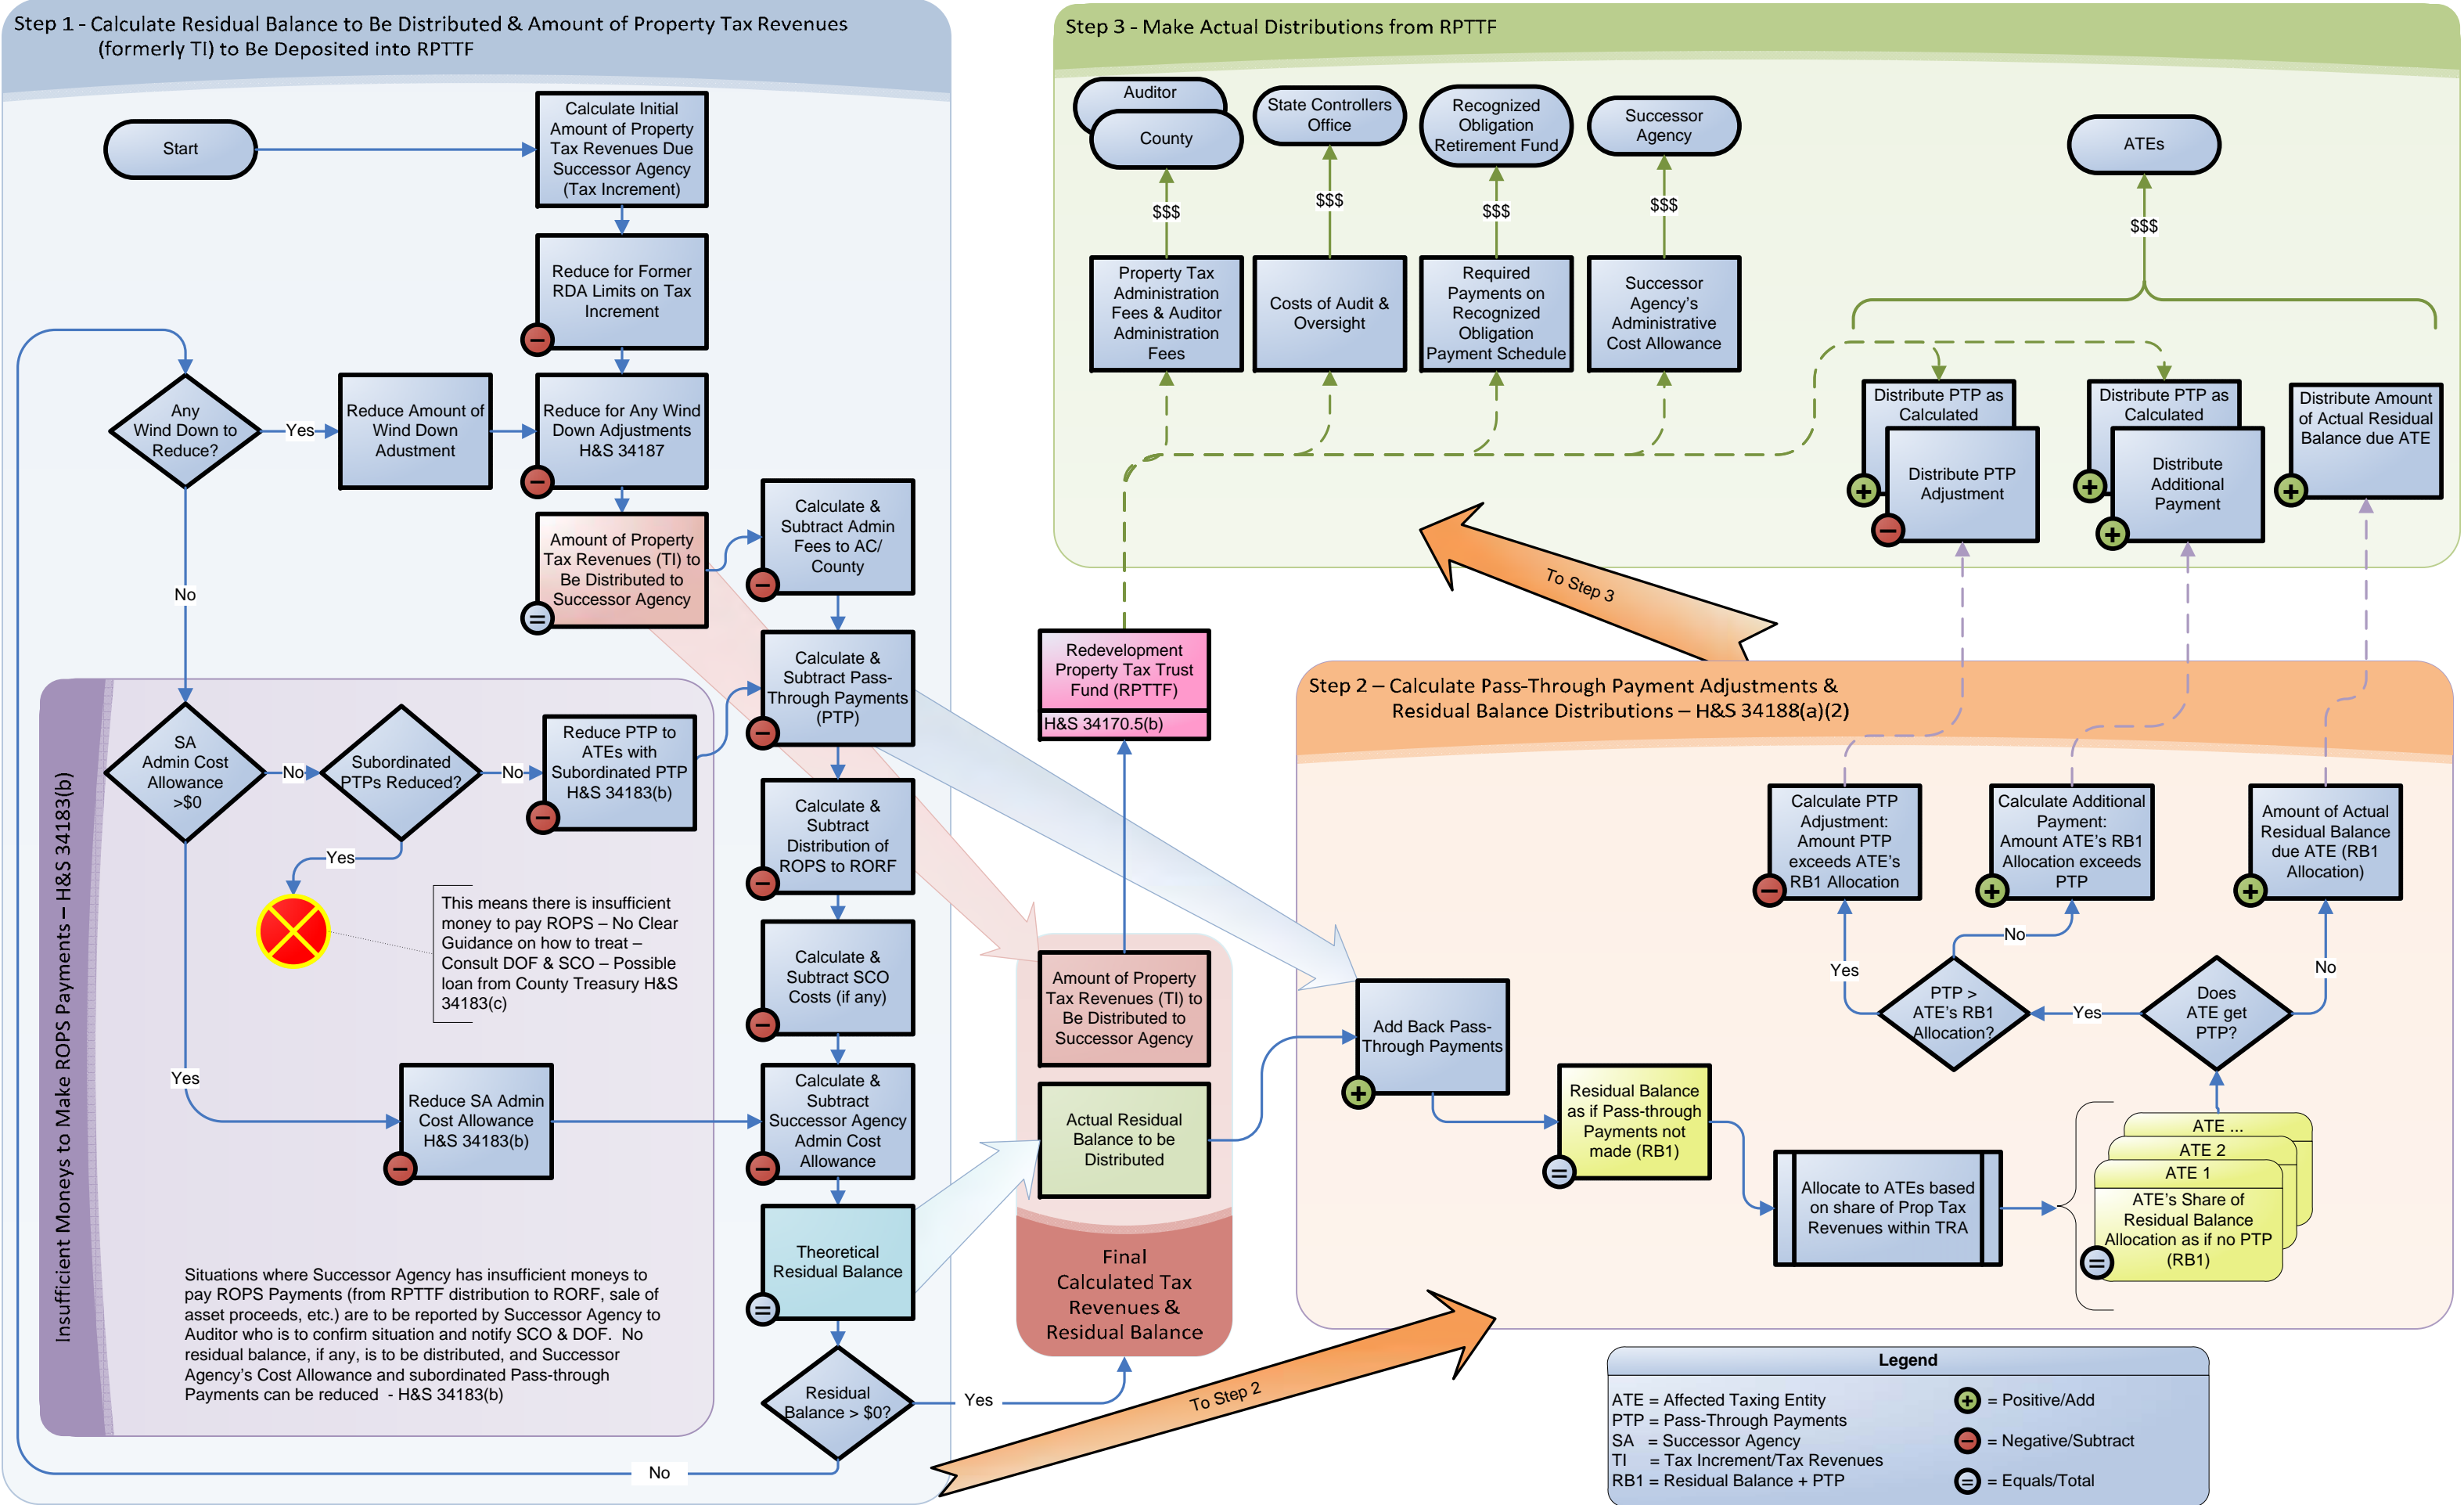 Step 1 - Calculate Residual Balance to Be Distributed & Amount of Property Tax Revenues
(formerly TI) to Be Deposited into RPTTF
Start
Calculate Initial
Amount of Property
Tax Revenues Due
Successor Agency
(Tax Increment)
Reduce for Former
RDA Limits on Tax
Increment
Any
Wind Down to
Reduce?
Yes
Reduce Amount of
Wind Down
Adustment
Reduce for Any Wind
Down Adjustments
H&S 34187
No
Amount of Property
Tax Revenues (TI) to
Be Distributed to
Successor Agency
Calculate &
Subtract Admin
Fees to AC/
County
Calculate &
Subtract Pass-
Through Payments
(PTP)
Insufficient Moneys to Make ROPS Payments – H&S 34183(b)
SA
Admin Cost
Allowance
>$0
No
Subordinated
PTPs Reduced?
No
Reduce PTP to
ATEs with
Subordinated PTP
H&S 34183(b)
Yes
This means there is insufficient
money to pay ROPS – No Clear
Guidance on how to treat –
Consult DOF & SCO – Possible
loan from County Treasury H&S
34183(c)
Yes
Reduce SA Admin
Cost Allowance
H&S 34183(b)
Situations where Successor Agency has insufficient moneys to
pay ROPS Payments (from RPTTF distribution to RORF, sale of
asset proceeds, etc.) are to be reported by Successor Agency to
Auditor who is to confirm situation and notify SCO & DOF.  No
residual balance, if any, is to be distributed, and Successor
Agency's Cost Allowance and subordinated Pass-through
Payments can be reduced  - H&S 34183(b)
Calculate &
Subtract
Distribution of
ROPS to RORF
Calculate &
Subtract SCO
Costs (if any)
Calculate &
Subtract
Successor Agency
Admin Cost
Allowance
Theoretical
Residual Balance
Residual
Balance > $0?
Yes
No
To Step 2
Redevelopment
Property Tax Trust
Fund (RPTTF)
H&S 34170.5(b)
Amount of Property
Tax Revenues (TI) to
Be Distributed to
Successor Agency
Actual Residual
Balance to be
Distributed
Final
Calculated Tax
Revenues &
Residual Balance
Step 3 - Make Actual Distributions from RPTTF
Auditor
County
State Controllers
Office
Recognized
Obligation
Retirement Fund
Successor
Agency
ATEs
$$$
$$$
$$$
$$$
$$$
Property Tax
Administration
Fees & Auditor
Administration
Fees
Costs of Audit &
Oversight
Required
Payments on
Recognized
Obligation
Payment Schedule
Successor
Agency's
Administrative
Cost Allowance
Distribute PTP as
Calculated
Distribute PTP
Adjustment
Distribute PTP as
Calculated
Distribute
Additional
Payment
Distribute Amount
of Actual Residual
Balance due ATE
To Step 3
Step 2 – Calculate Pass-Through Payment Adjustments &
Residual Balance Distributions – H&S 34188(a)(2)
Calculate PTP
Adjustment:
Amount PTP
exceeds ATE's
RB1 Allocation
Calculate Additional
Payment:
Amount ATE's RB1
Allocation exceeds
PTP
Amount of Actual
Residual Balance
due ATE (RB1
Allocation)
Yes
No
No
PTP >
ATE's RB1
Allocation?
Yes
Does
ATE get
PTP?
Add Back Pass-
Through Payments
Residual Balance
as if Pass-through
Payments not
made (RB1)
Allocate to ATEs based
on share of Prop Tax
Revenues within TRA
ATE ...
ATE 2
ATE 1
ATE's Share of
Residual Balance
Allocation as if no PTP
(RB1)
Legend
ATE = Affected Taxing Entity
PTP = Pass-Through Payments
SA = Successor Agency
TI = Tax Increment/Tax Revenues
RB1 = Residual Balance + PTP
+ = Positive/Add
− = Negative/Subtract
= = Equals/Total